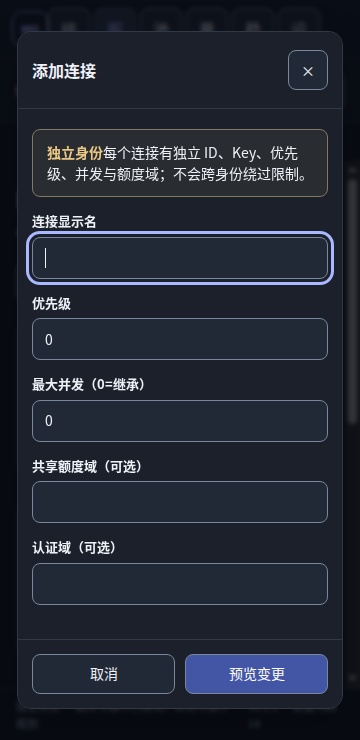 添加连接
×
独立身份每个连接有独立 ID、Key、优先
级、并发与额度域；不会跨身份绕过限制。
连接显示名
优先级
0
最大并发（0=继承）
0
共享额度域（可选）
认证域（可选）
取消
预览变更